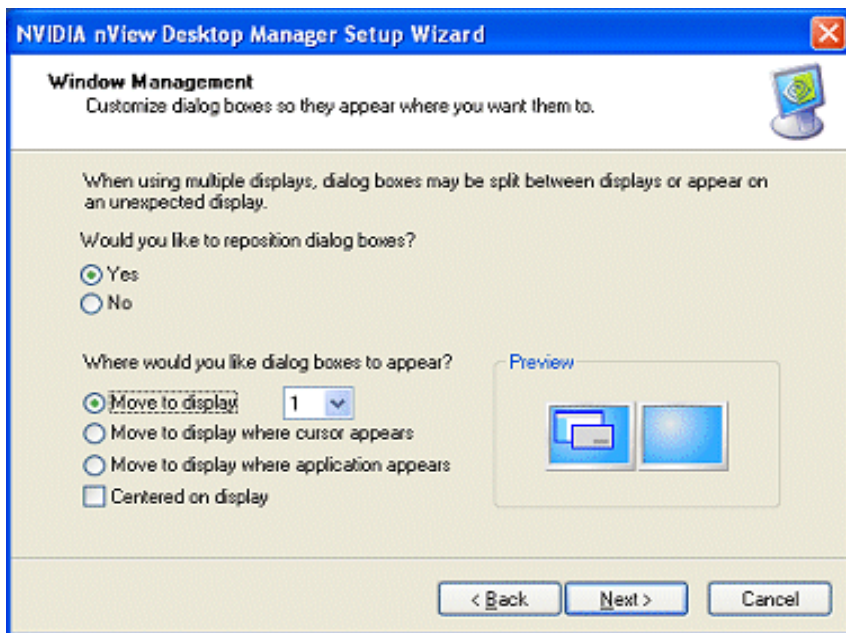 NVIDIA nView Desktop Manager Setup Wizard
Window Management
Customize dialog boxes so they appear where you want them to.
When using multiple displays, dialog boxes may be split between displays or appear on
an unexpected display.
Would you like to reposition dialog boxes?
Yes
No
Where would you like dialog boxes to appear?
Preview
Move to display 1
Move to display where cursor appears
Move to display where application appears
Centered on display
< Back
Next >
Cancel